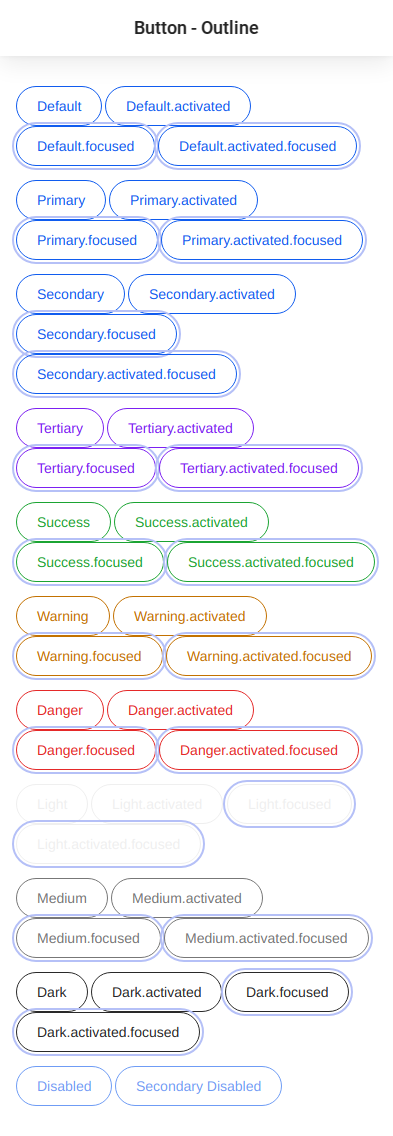 Button - Outline
Default Default.activated
Default.focused Default.activated.focused
Primary Primary.activated
Primary.focused Primary.activated.focused
Secondary Secondary.activated
Secondary.focused
Secondary.activated.focused
Tertiary Tertiary.activated
Tertiary.focused Tertiary.activated.focused
Success Success.activated
Success.focused Success.activated.focused
Warning Warning.activated
Warning.focused Warning.activated.focused
Danger Danger.activated
Danger.focused Danger.activated.focused
Light Light.activated Light.focused
Light.activated.focused
Medium Medium.activated
Medium.focused Medium.activated.focused
Dark Dark.activated Dark.focused
Dark.activated.focused
Disabled Secondary Disabled